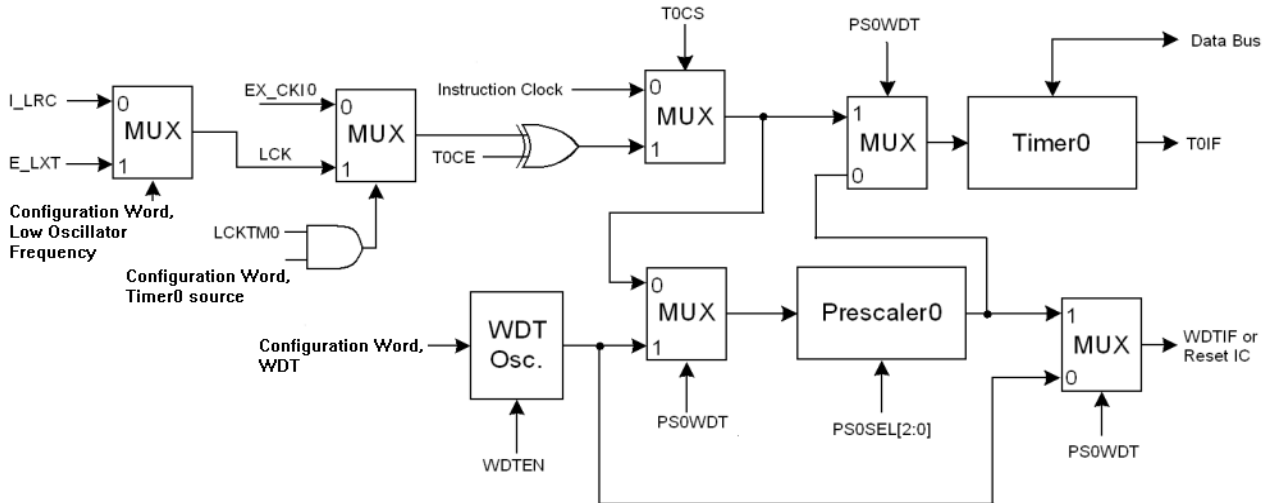 T0CS
PS0WDT
Data Bus
EX_CKI0
Instruction Clock
0
I_LRC
0
MUX
0
MUX
1
MUX
Timer0
T0IF
MUX
E_LXT
1
LCK
1
T0CE
1
0
Configuration Word,
Low Oscillator
Frequency
LCKTM0
Configuration Word,
Timer0 source
0
MUX
1
Prescaler0
1
MUX
0
WDTIF or
Reset IC
Configuration Word,
WDT
WDT
Osc.
PS0WDT
PS0SEL[2:0]
PS0WDT
WDTEN